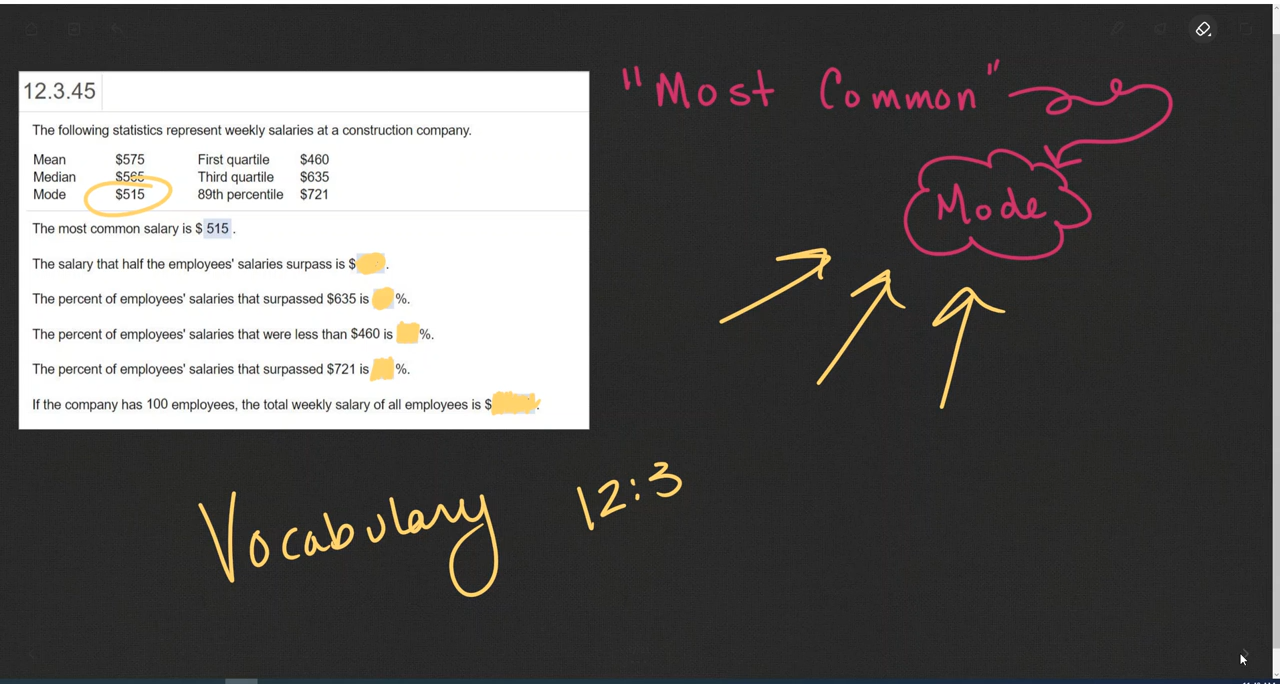 12.3.45
"Most Common"
The following statistics represent weekly salaries at a construction company.
Mean $575 First quartile $460
Median $565 Third quartile $635
Mode $515 89th percentile $721
Mode
The most common salary is $ 515 .
The salary that half the employees' salaries surpass is $ .
The percent of employees' salaries that surpassed $635 is %.
The percent of employees' salaries that were less than $460 is %.
The percent of employees' salaries that surpassed $721 is %.
If the company has 100 employees, the total weekly salary of all employees is $ .
Vocabulary 12:3